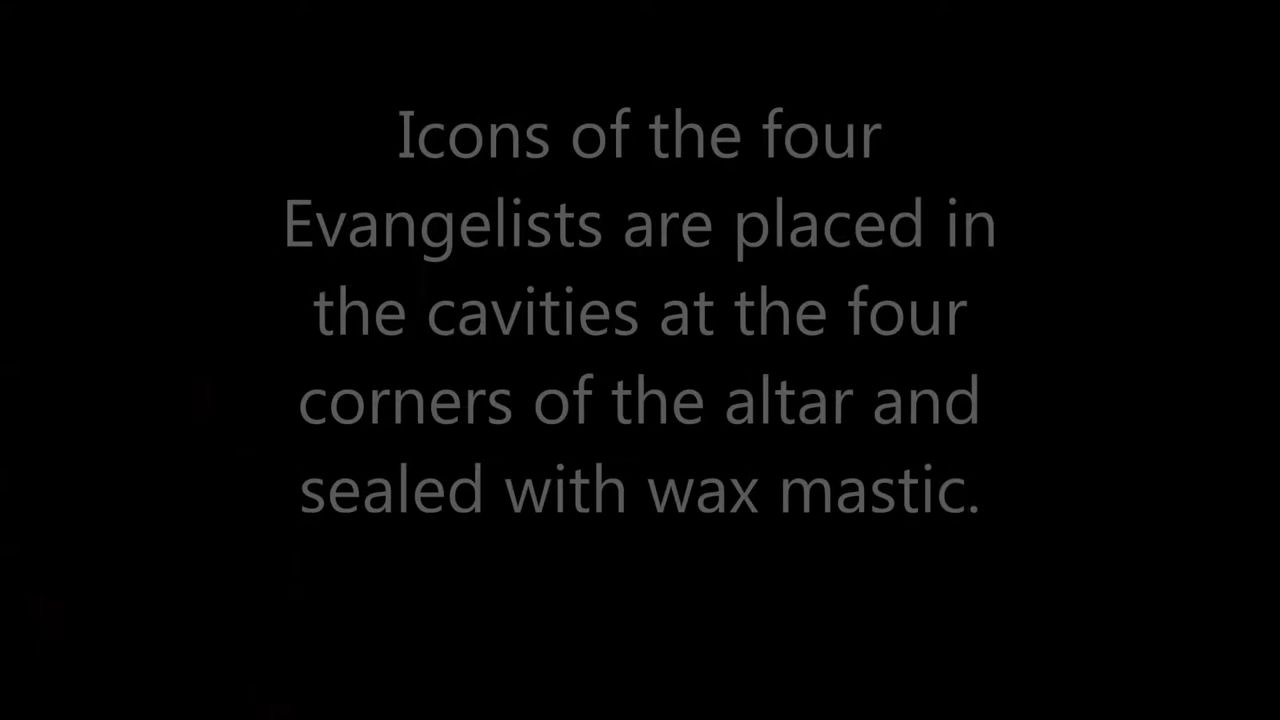 Icons of the four
Evangelists are placed in
the cavities at the four
corners of the altar and
sealed with wax mastic.